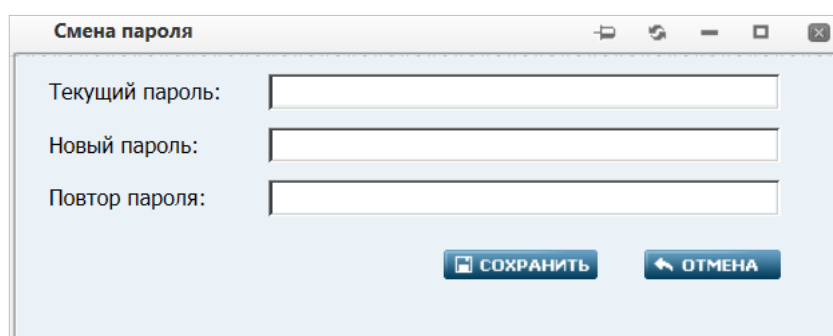 Смена пароля
Текущий пароль:
Новый пароль:
Повтор пароля:
СОХРАНИТЬ ОТМЕНА